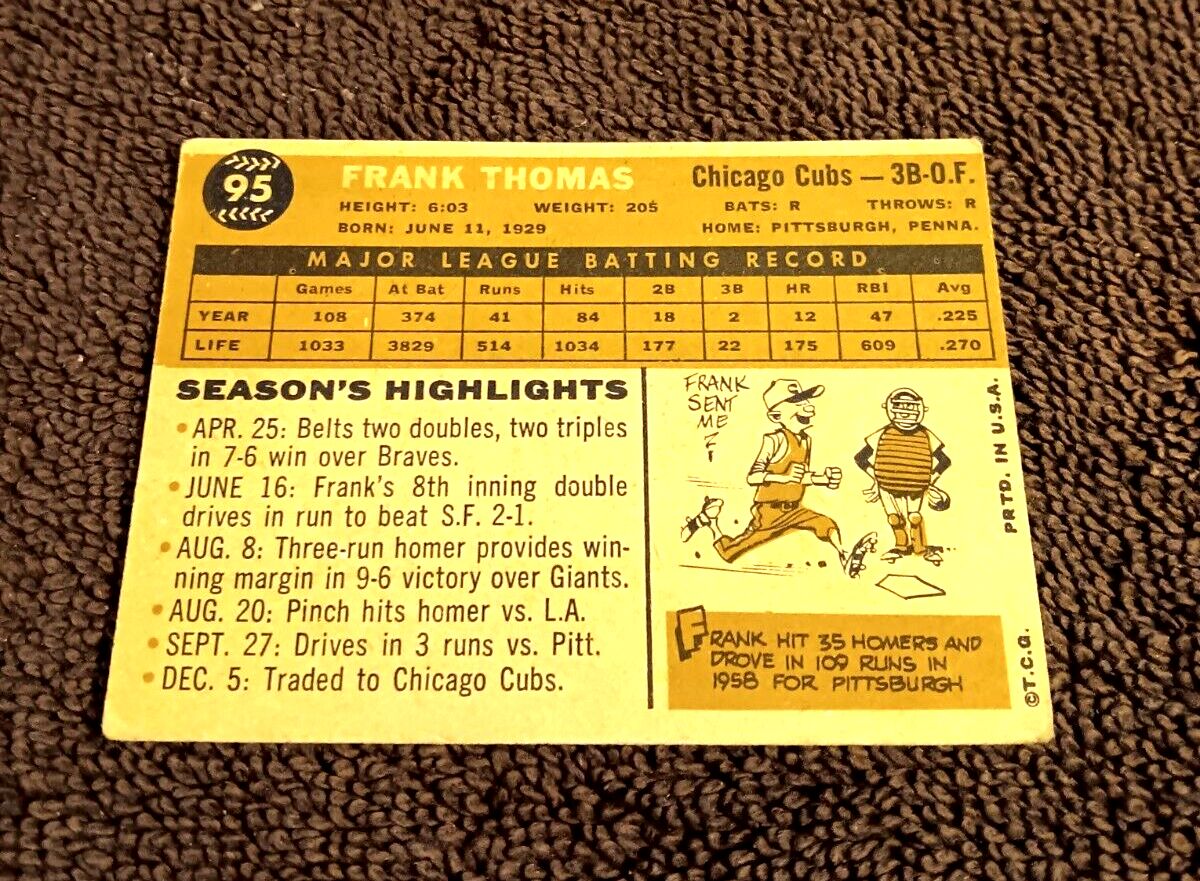 95
FRANK THOMAS
Chicago Cubs — 3B-O.F.
HEIGHT: 6:03 WEIGHT: 205 BATS: R THROWS: R
BORN: JUNE 11, 1929 HOME: PITTSBURGH, PENNA.
MAJOR LEAGUE BATTING RECORD
Games At Bat Runs Hits 2B 3B HR RBI Avg
YEAR 108 374 41 84 18 2 12 47 .225
LIFE 1033 3829 514 1034 177 22 175 609 .270
SEASON'S HIGHLIGHTS
• APR. 25: Belts two doubles, two triples
in 7-6 win over Braves.
• JUNE 16: Frank's 8th inning double
drives in run to beat S.F. 2-1.
• AUG. 8: Three-run homer provides win-
ning margin in 9-6 victory over Giants.
• AUG. 20: Pinch hits homer vs. L.A.
• SEPT. 27: Drives in 3 runs vs. Pitt.
• DEC. 5: Traded to Chicago Cubs.
FRANK
SENT
ME
FRANK HIT 35 HOMERS AND
DROVE IN 109 RUNS IN
1958 FOR PITTSBURGH
©T.C.G. PRTD. IN U.S.A.